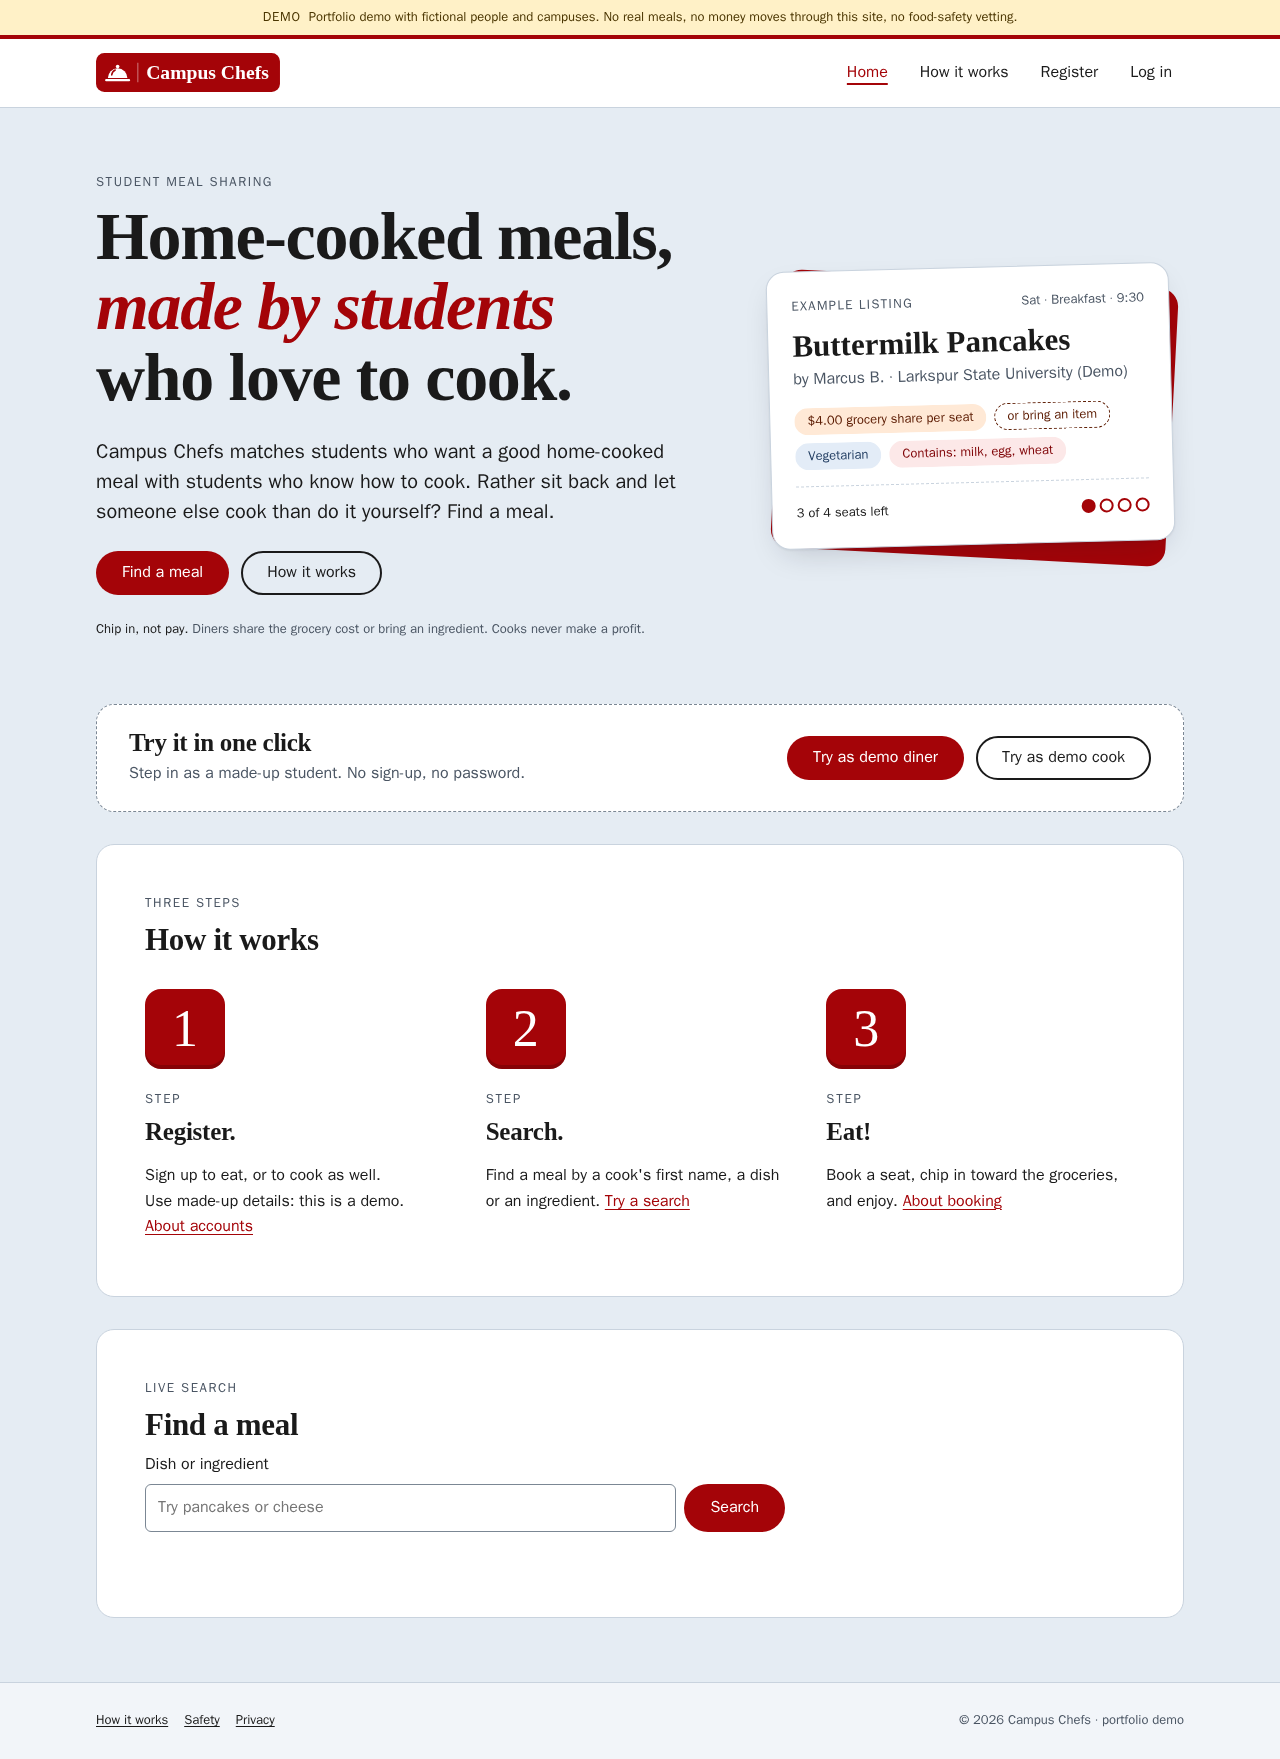 DEMO Portfolio demo with fictional people and campuses. No real meals, no money moves through this site, no food-safety vetting.
Campus Chefs
Home How it works Register Log in
STUDENT MEAL SHARING
Home-cooked meals,
made by students
who love to cook.
Campus Chefs matches students who want a good home-cooked
meal with students who know how to cook. Rather sit back and let
someone else cook than do it yourself? Find a meal.
Find a meal How it works
Chip in, not pay. Diners share the grocery cost or bring an ingredient. Cooks never make a profit.
EXAMPLE LISTING Sat · Breakfast · 9:30
Buttermilk Pancakes
by Marcus B. · Larkspur State University (Demo)
$4.00 grocery share per seat or bring an item
Vegetarian Contains: milk, egg, wheat
3 of 4 seats left
Try it in one click
Step in as a made-up student. No sign-up, no password.
Try as demo diner Try as demo cook
THREE STEPS
How it works
1
STEP
Register.
Sign up to eat, or to cook as well.
Use made-up details: this is a demo.
About accounts
2
STEP
Search.
Find a meal by a cook's first name, a dish
or an ingredient. Try a search
3
STEP
Eat!
Book a seat, chip in toward the groceries,
and enjoy. About booking
LIVE SEARCH
Find a meal
Dish or ingredient
Try pancakes or cheese Search
How it works Safety Privacy © 2026 Campus Chefs · portfolio demo